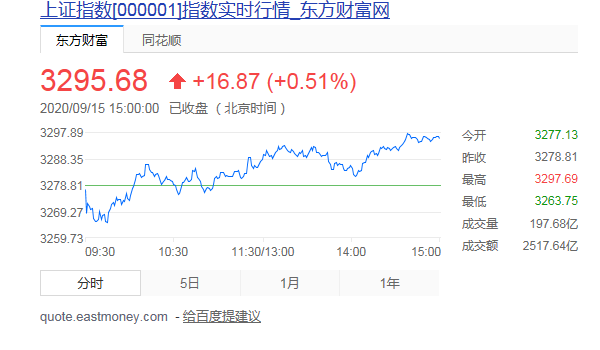 上证指数[000001]指数实时行情_东方财富网
东方财富 同花顺
3295.68 +16.87 (+0.51%)
2020/09/15 15:00:00 已收盘 （北京时间）
3297.89
3288.35
3278.81
3269.27
3259.73
09:30 10:30 11:30/13:00 14:00 15:00
今开 3277.13
昨收 3278.81
最高 3297.69
最低 3263.75
成交量 197.68亿
成交额 2517.64亿
分时 5日 1月 1年
quote.eastmoney.com - 给百度提建议